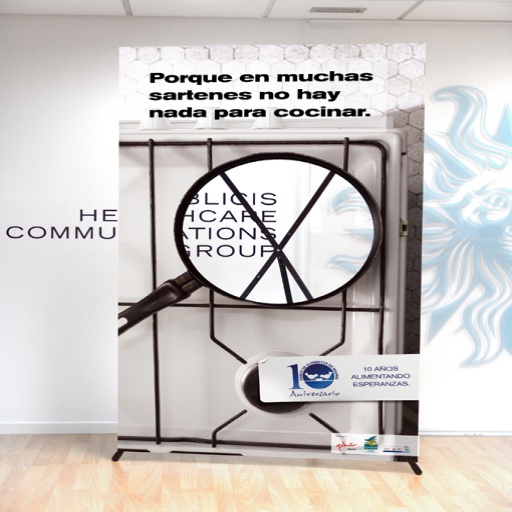 Porque en muchas
sartenes no hay
nada para cocinar.
BLICIS
HE HCARE
COMMU ATIONS
GROUP
10
Aniversario
10 AÑOS
ALIMENTANDO
ESPERANZAS.